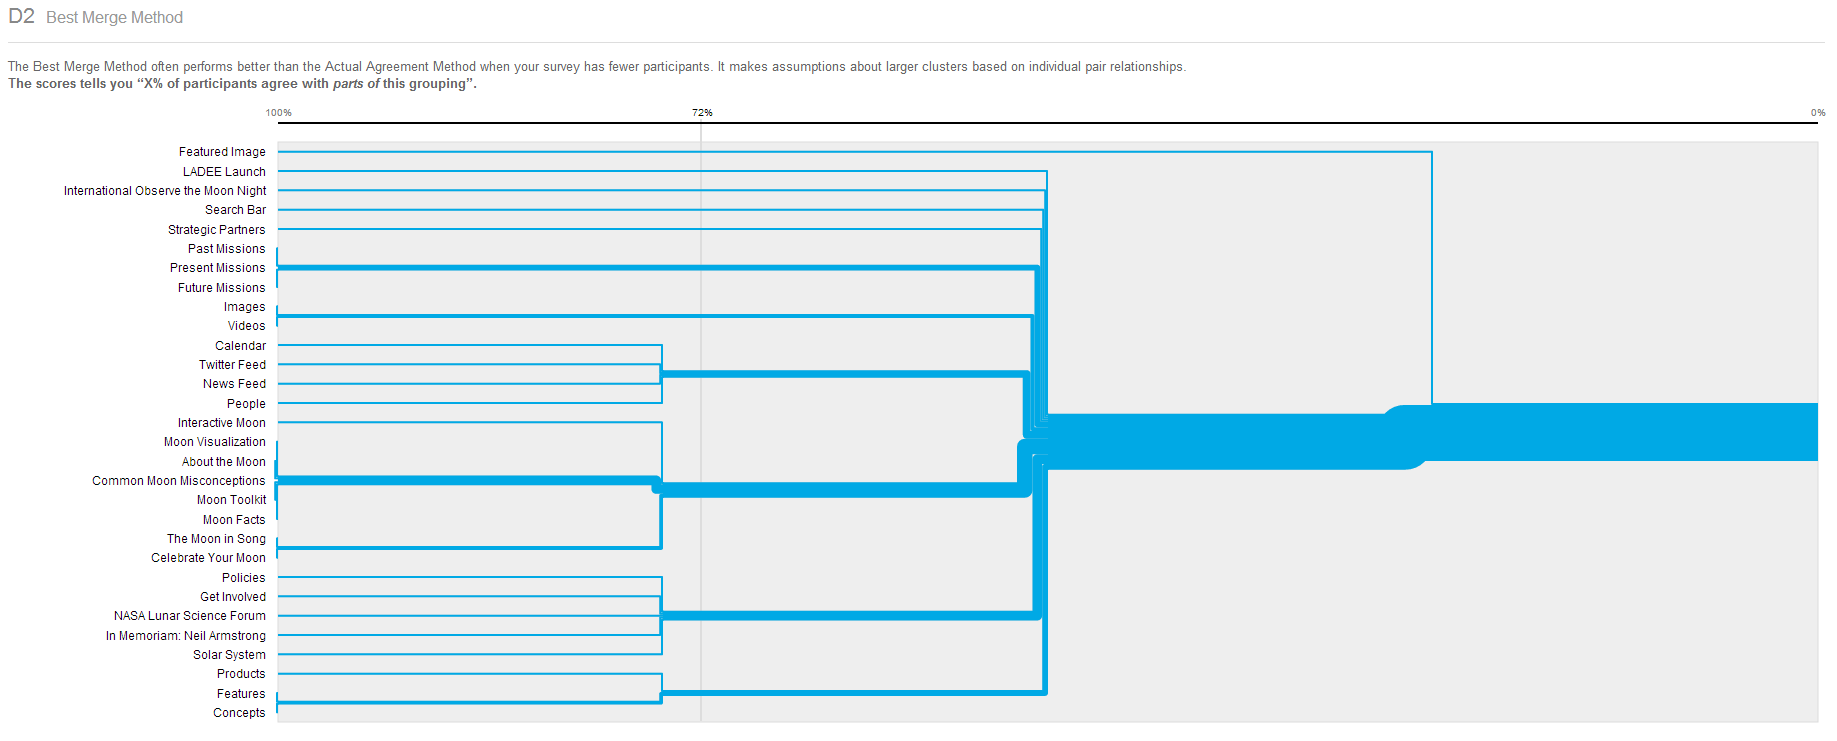 D2 Best Merge Method
The Best Merge Method often performs better than the Actual Agreement Method when your survey has fewer participants. It makes assumptions about larger clusters based on individual pair relationships.
The scores tells you “X% of participants agree with parts of this grouping”.
100% 72% 0%
Featured Image
LADEE Launch
International Observe the Moon Night
Search Bar
Strategic Partners
Past Missions
Present Missions
Future Missions
Images
Videos
Calendar
Twitter Feed
News Feed
People
Interactive Moon
Moon Visualization
About the Moon
Common Moon Misconceptions
Moon Toolkit
Moon Facts
The Moon in Song
Celebrate Your Moon
Policies
Get Involved
NASA Lunar Science Forum
In Memoriam: Neil Armstrong
Solar System
Products
Features
Concepts